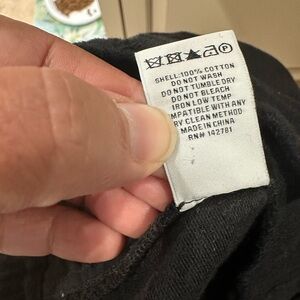 SHELL:100% COTTON
DO NOT WASH
DO NOT TUMBLE DRY
DO NOT BLEACH
IRON LOW TEMP
MPATIBLE WITH ANY
RY CLEAN METHOD
MADE IN CHINA
RN# 142781